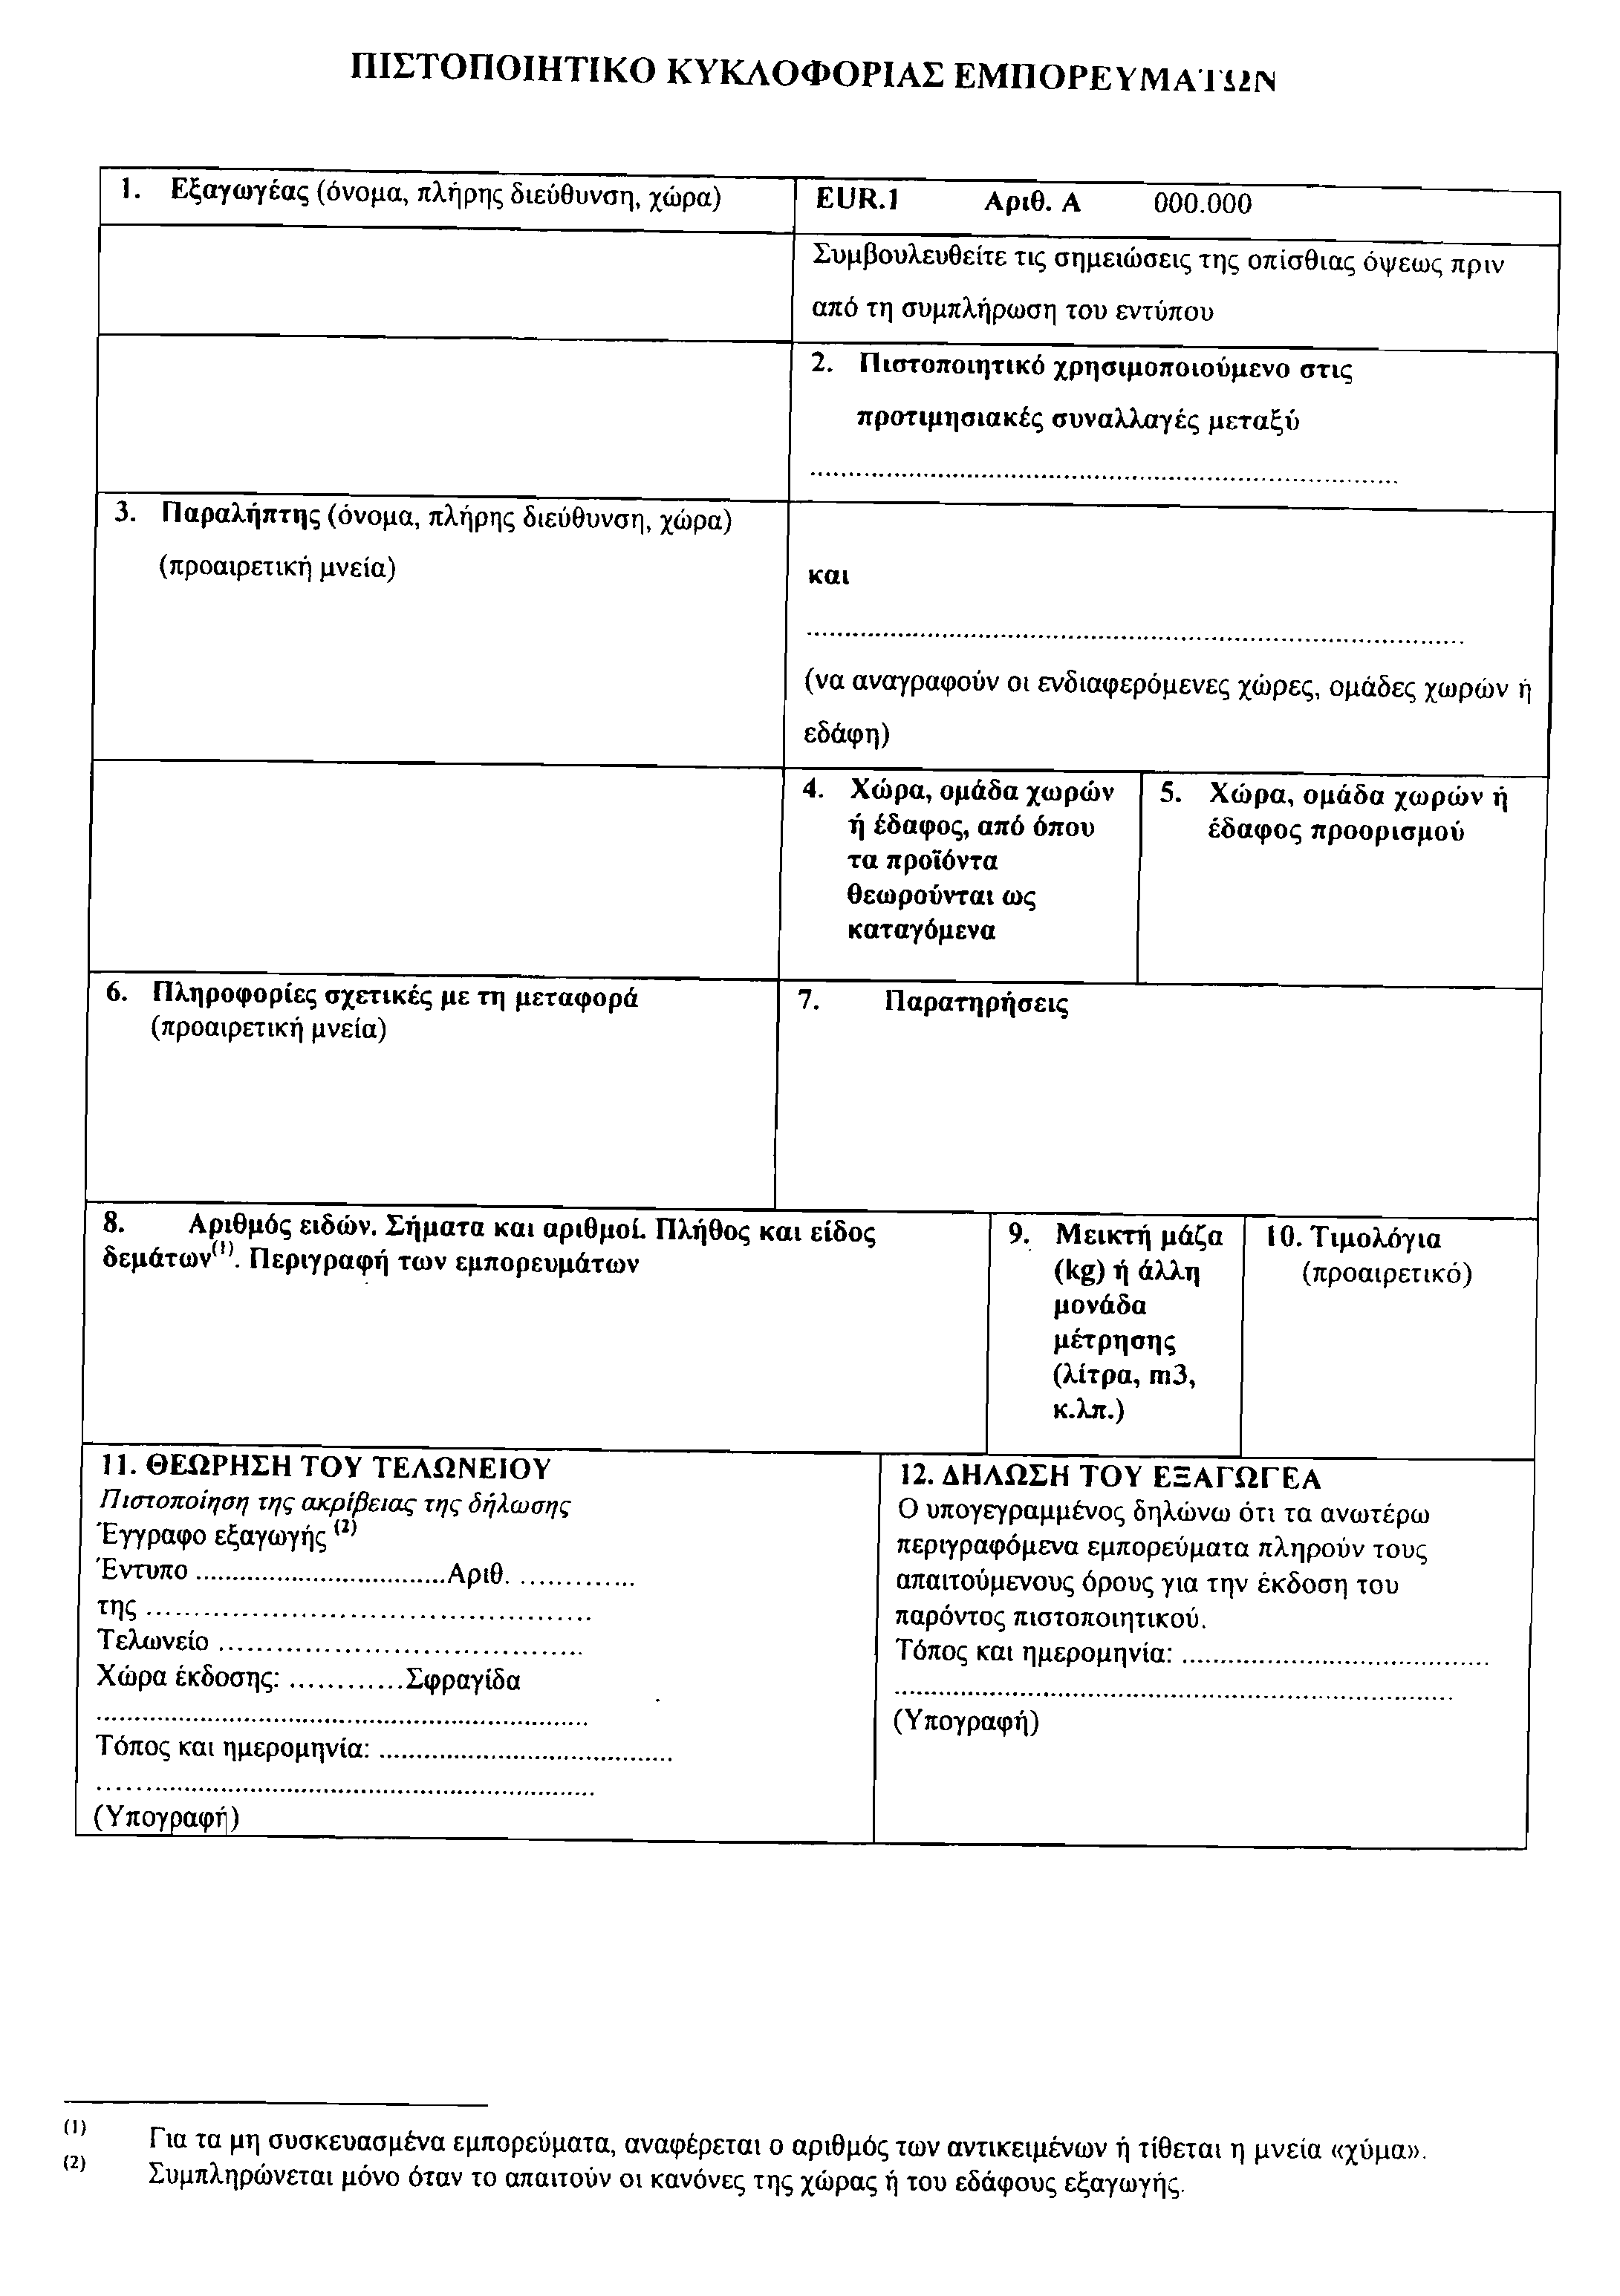 ΠΙΣΤΟΠΟΙΗΤΙΚΟ ΚΥΚΛΟΦΟΡΙΑΣ ΕΜΠΟΡΕΥΜΑΤΩΝ
1. Εξαγωγέας (όνομα, πλήρης διεύθυνση, χώρα)
EUR.1 Αριθ. Α 000.000
Συμβουλευθείτε τις σημειώσεις της οπίσθιας όψεως πριν
από τη συμπλήρωση του εντύπου
2. Πιστοποιητικό χρησιμοποιούμενο στις
προτιμησιακές συναλλαγές μεταξύ
...............................................................................................
3. Παραλήπτης (όνομα, πλήρης διεύθυνση, χώρα)
(προαιρετική μνεία)
και
.........................................................................................................
(να αναγραφούν οι ενδιαφερόμενες χώρες, ομάδες χωρών ή
εδάφη)
4. Χώρα, ομάδα χωρών
ή έδαφος, από όπου
τα προϊόντα
θεωρούνται ως
καταγόμενα
5. Χώρα, ομάδα χωρών ή
έδαφος προορισμού
6. Πληροφορίες σχετικές με τη μεταφορά
(προαιρετική μνεία)
7. Παρατηρήσεις
8. Αριθμός ειδών. Σήματα και αριθμοί. Πλήθος και είδος
δεμάτων(1). Περιγραφή των εμπορευμάτων
9. Μεικτή μάζα
(kg) ή άλλη
μονάδα
μέτρησης
(λίτρα, m3,
κ.λπ.)
10. Τιμολόγια
(προαιρετικό)
11. ΘΕΩΡΗΣΗ ΤΟΥ ΤΕΛΩΝΕΙΟΥ
Πιστοποίηση της ακρίβειας της δήλωσης
Έγγραφο εξαγωγής (2)
Έντυπο ........................................Αριθ. ...................
της .......................................................................
Τελωνείο ..........................................................
Χώρα έκδοσης: ............Σφραγίδα
...............................................................................
Τόπος και ημερομηνία: ...............................................
................................................................................
(Υπογραφή)
12. ΔΗΛΩΣΗ ΤΟΥ ΕΞΑΓΩΓΕΑ
Ο υπογεγραμμένος δηλώνω ότι τα ανωτέρω
περιγραφόμενα εμπορεύματα πληρούν τους
απαιτούμενους όρους για την έκδοση του
παρόντος πιστοποιητικού.
Τόπος και ημερομηνία: .................................................
.........................................................................................
(Υπογραφή)
(1) Για τα μη συσκευασμένα εμπορεύματα, αναφέρεται ο αριθμός των αντικειμένων ή τίθεται η μνεία «χύμα».
(2) Συμπληρώνεται μόνο όταν το απαιτούν οι κανόνες της χώρας ή του εδάφους εξαγωγής.